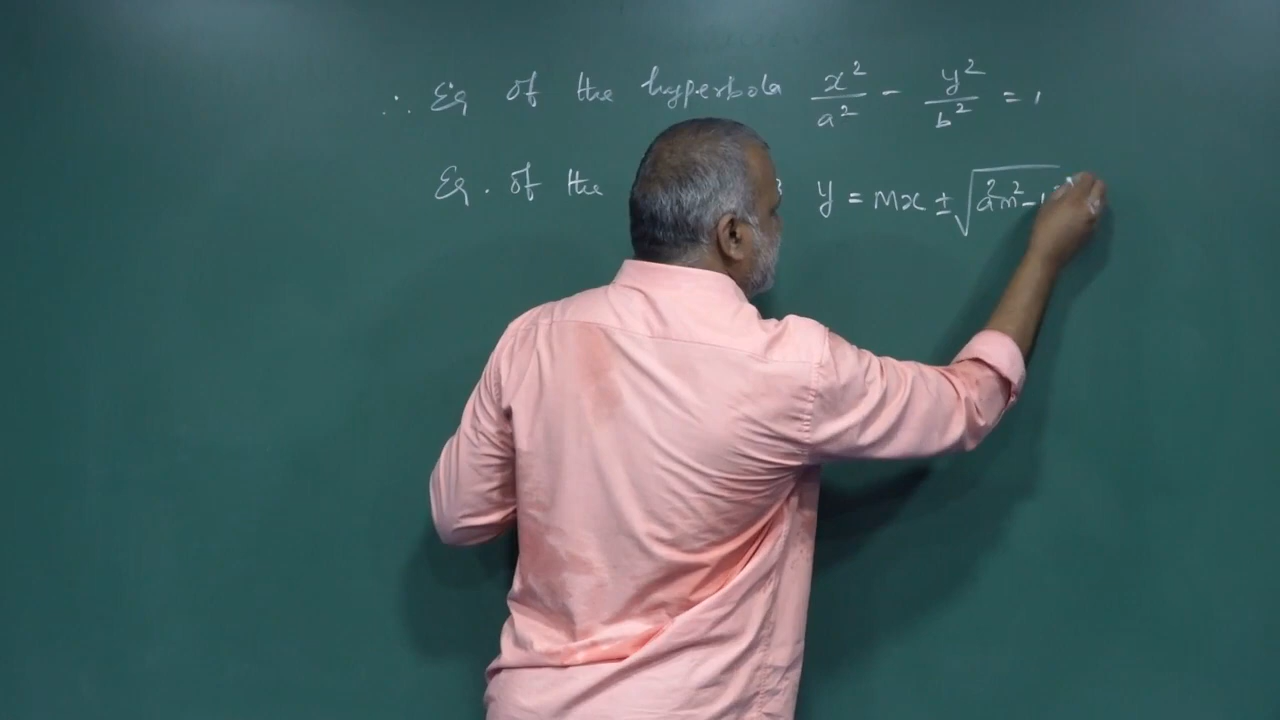 ∴ Eq of the hyperbola x²/a² - y²/b² = 1
Eq. of the y = mx ± √a²m² -